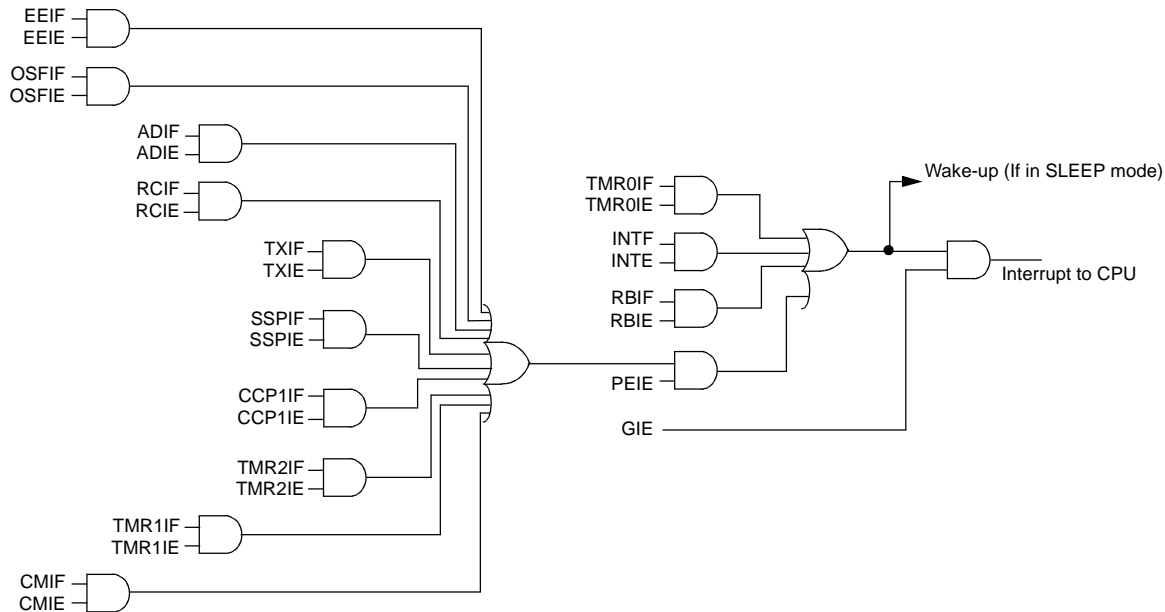 EEIF
EEIE
OSFIF
OSFIE
ADIF
ADIE
RCIF
RCIE
TXIF
TXIE
SSPIF
SSPIE
CCP1IF
CCP1IE
TMR2IF
TMR2IE
TMR1IF
TMR1IE
CMIF
CMIE
TMR0IF
TMR0IE
INTF
INTE
RBIF
RBIE
PEIE
GIE
Wake-up (If in SLEEP mode)
Interrupt to CPU